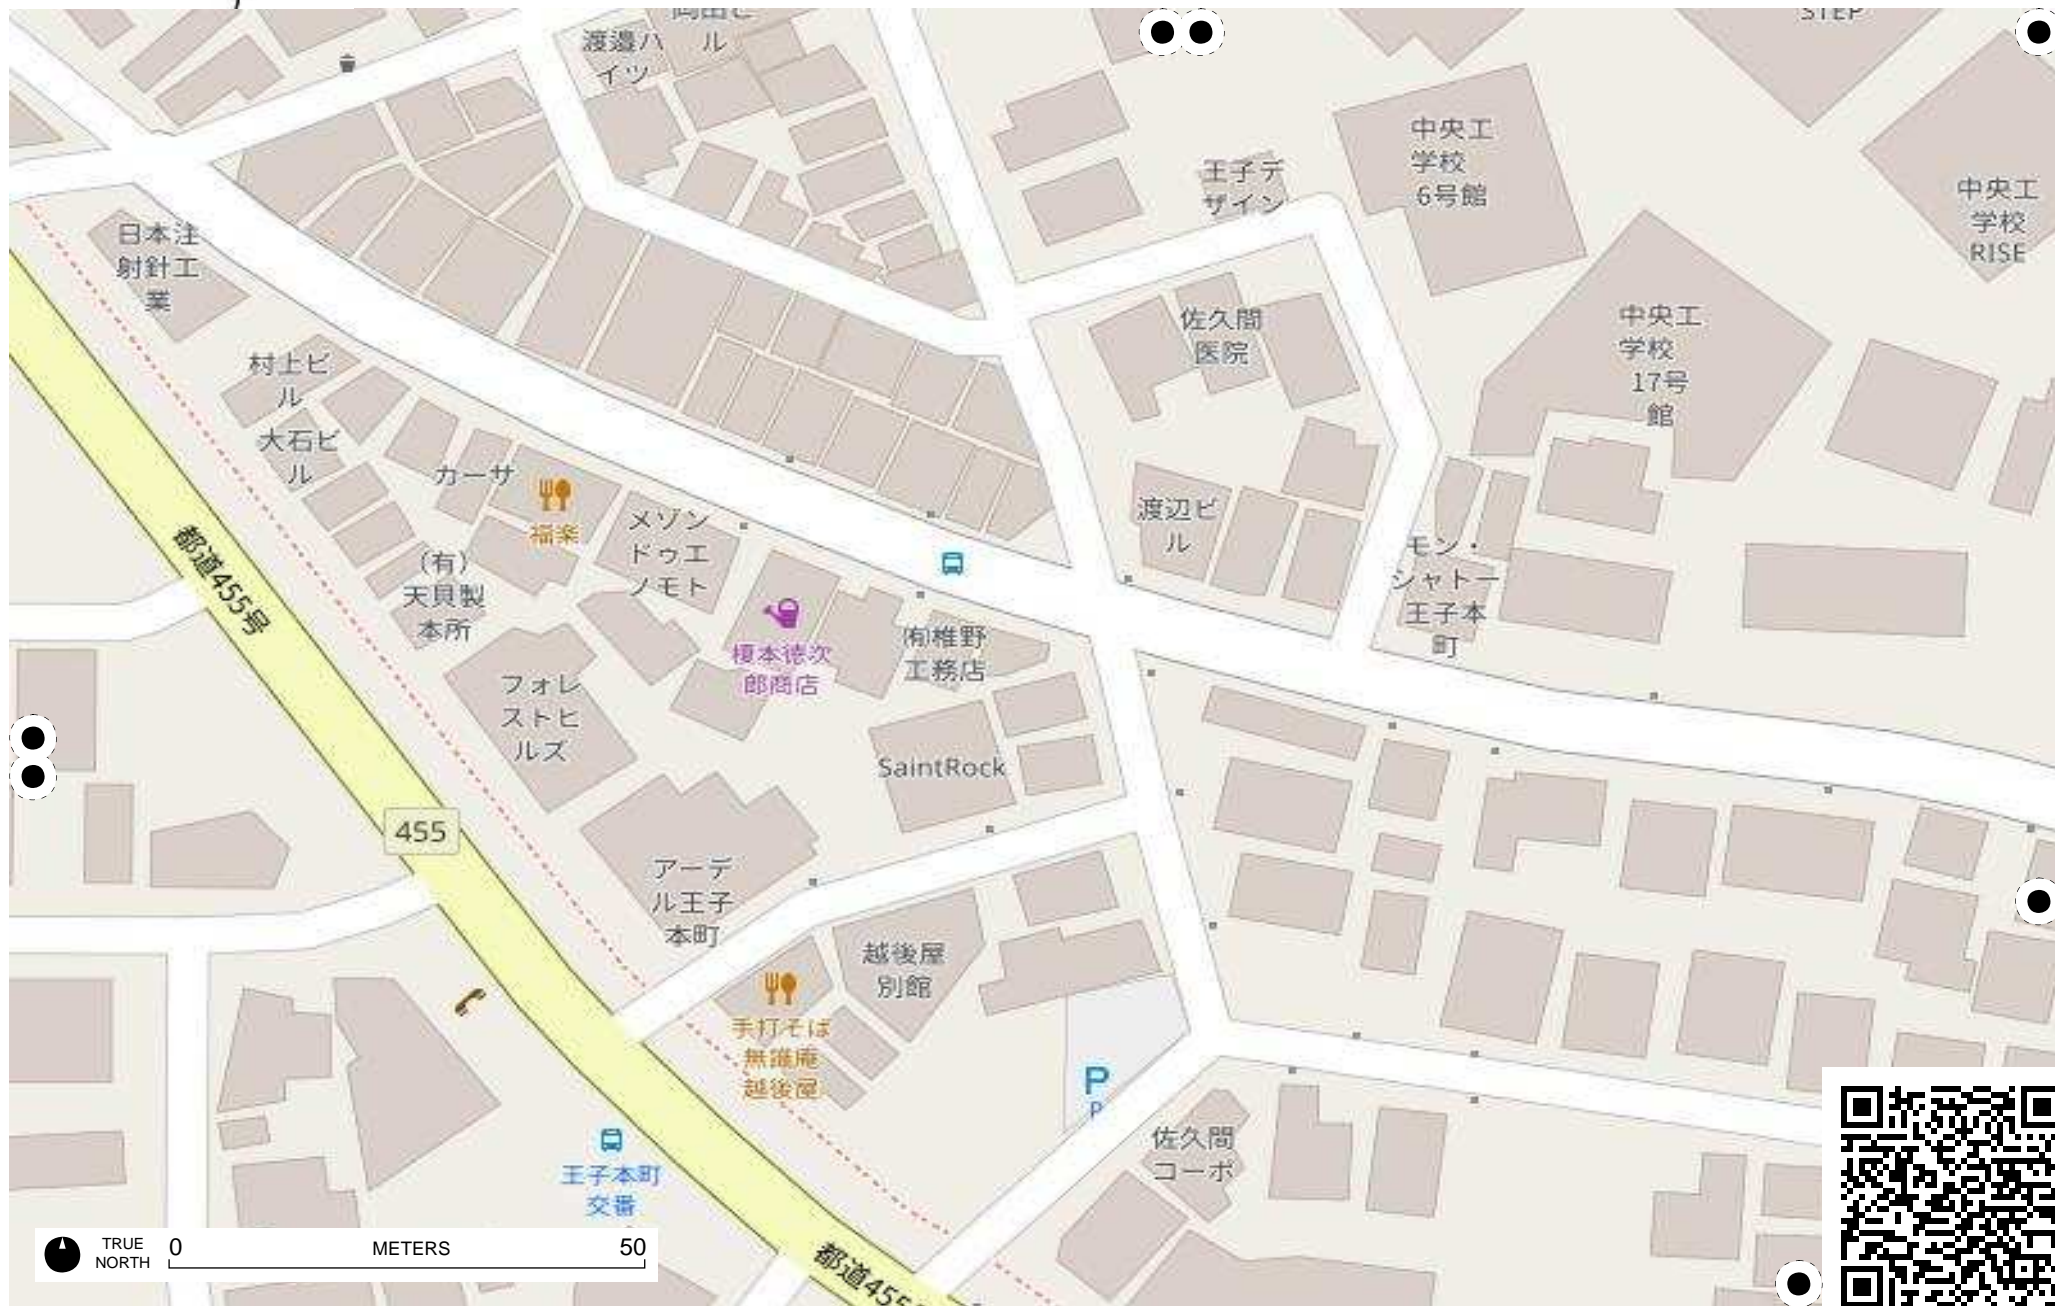 STEP
渡邉ハ
イツ
ル
中央工
学校
6号館
王子デ
ザイン
中央工
学校
RISE
日本注
射針工
業
佐久間
医院
中央工
学校
17号
館
村上ビ
ル
大石ビ
ル
カーサ
福楽
メゾン
ドゥエ
ノモト
渡辺ビ
ル
モン・
シャトー
王子本
町
都道455号
(有)
天貝製
本所
榎本徳次
郎商店
(有)椎野
工務店
フォレ
ストヒ
ルズ
SaintRock
455
アーデ
ル王子
本町
越後屋
別館
手打そば
無識庵
越後屋
P
P
佐久間
コーポ
王子本町
交番
都道455
TRUE
NORTH
0 METERS 50